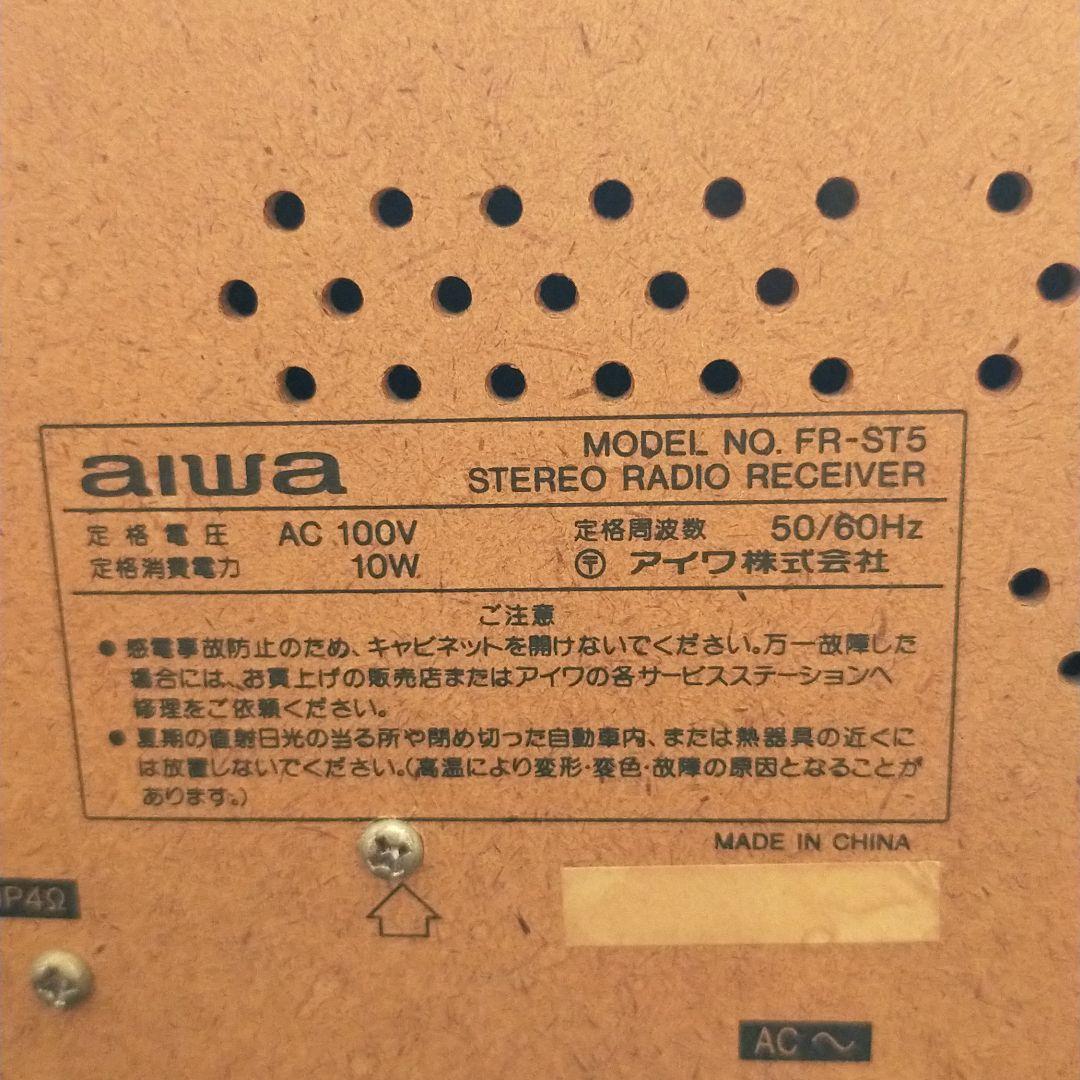 aiwa
MODEL NO. FR-ST5
STEREO RADIO RECEIVER
定格電圧 AC 100V 定格周波数 50/60Hz
定格消費電力 10W 〒 アイワ株式会社
ご注意
● 感電事故防止のため、キャビネットを開けないでください。万一故障した
場合には、お買上げの販売店またはアイワの各サービスステーションへ
修理をご依頼ください。
● 夏期の直射日光の当る所や閉め切った自動車内、または熱器具の近くに
は放置しないでください。(高温により変形・変色・故障の原因となることが
あります。)
MADE IN CHINA
P4Ω
AC ～